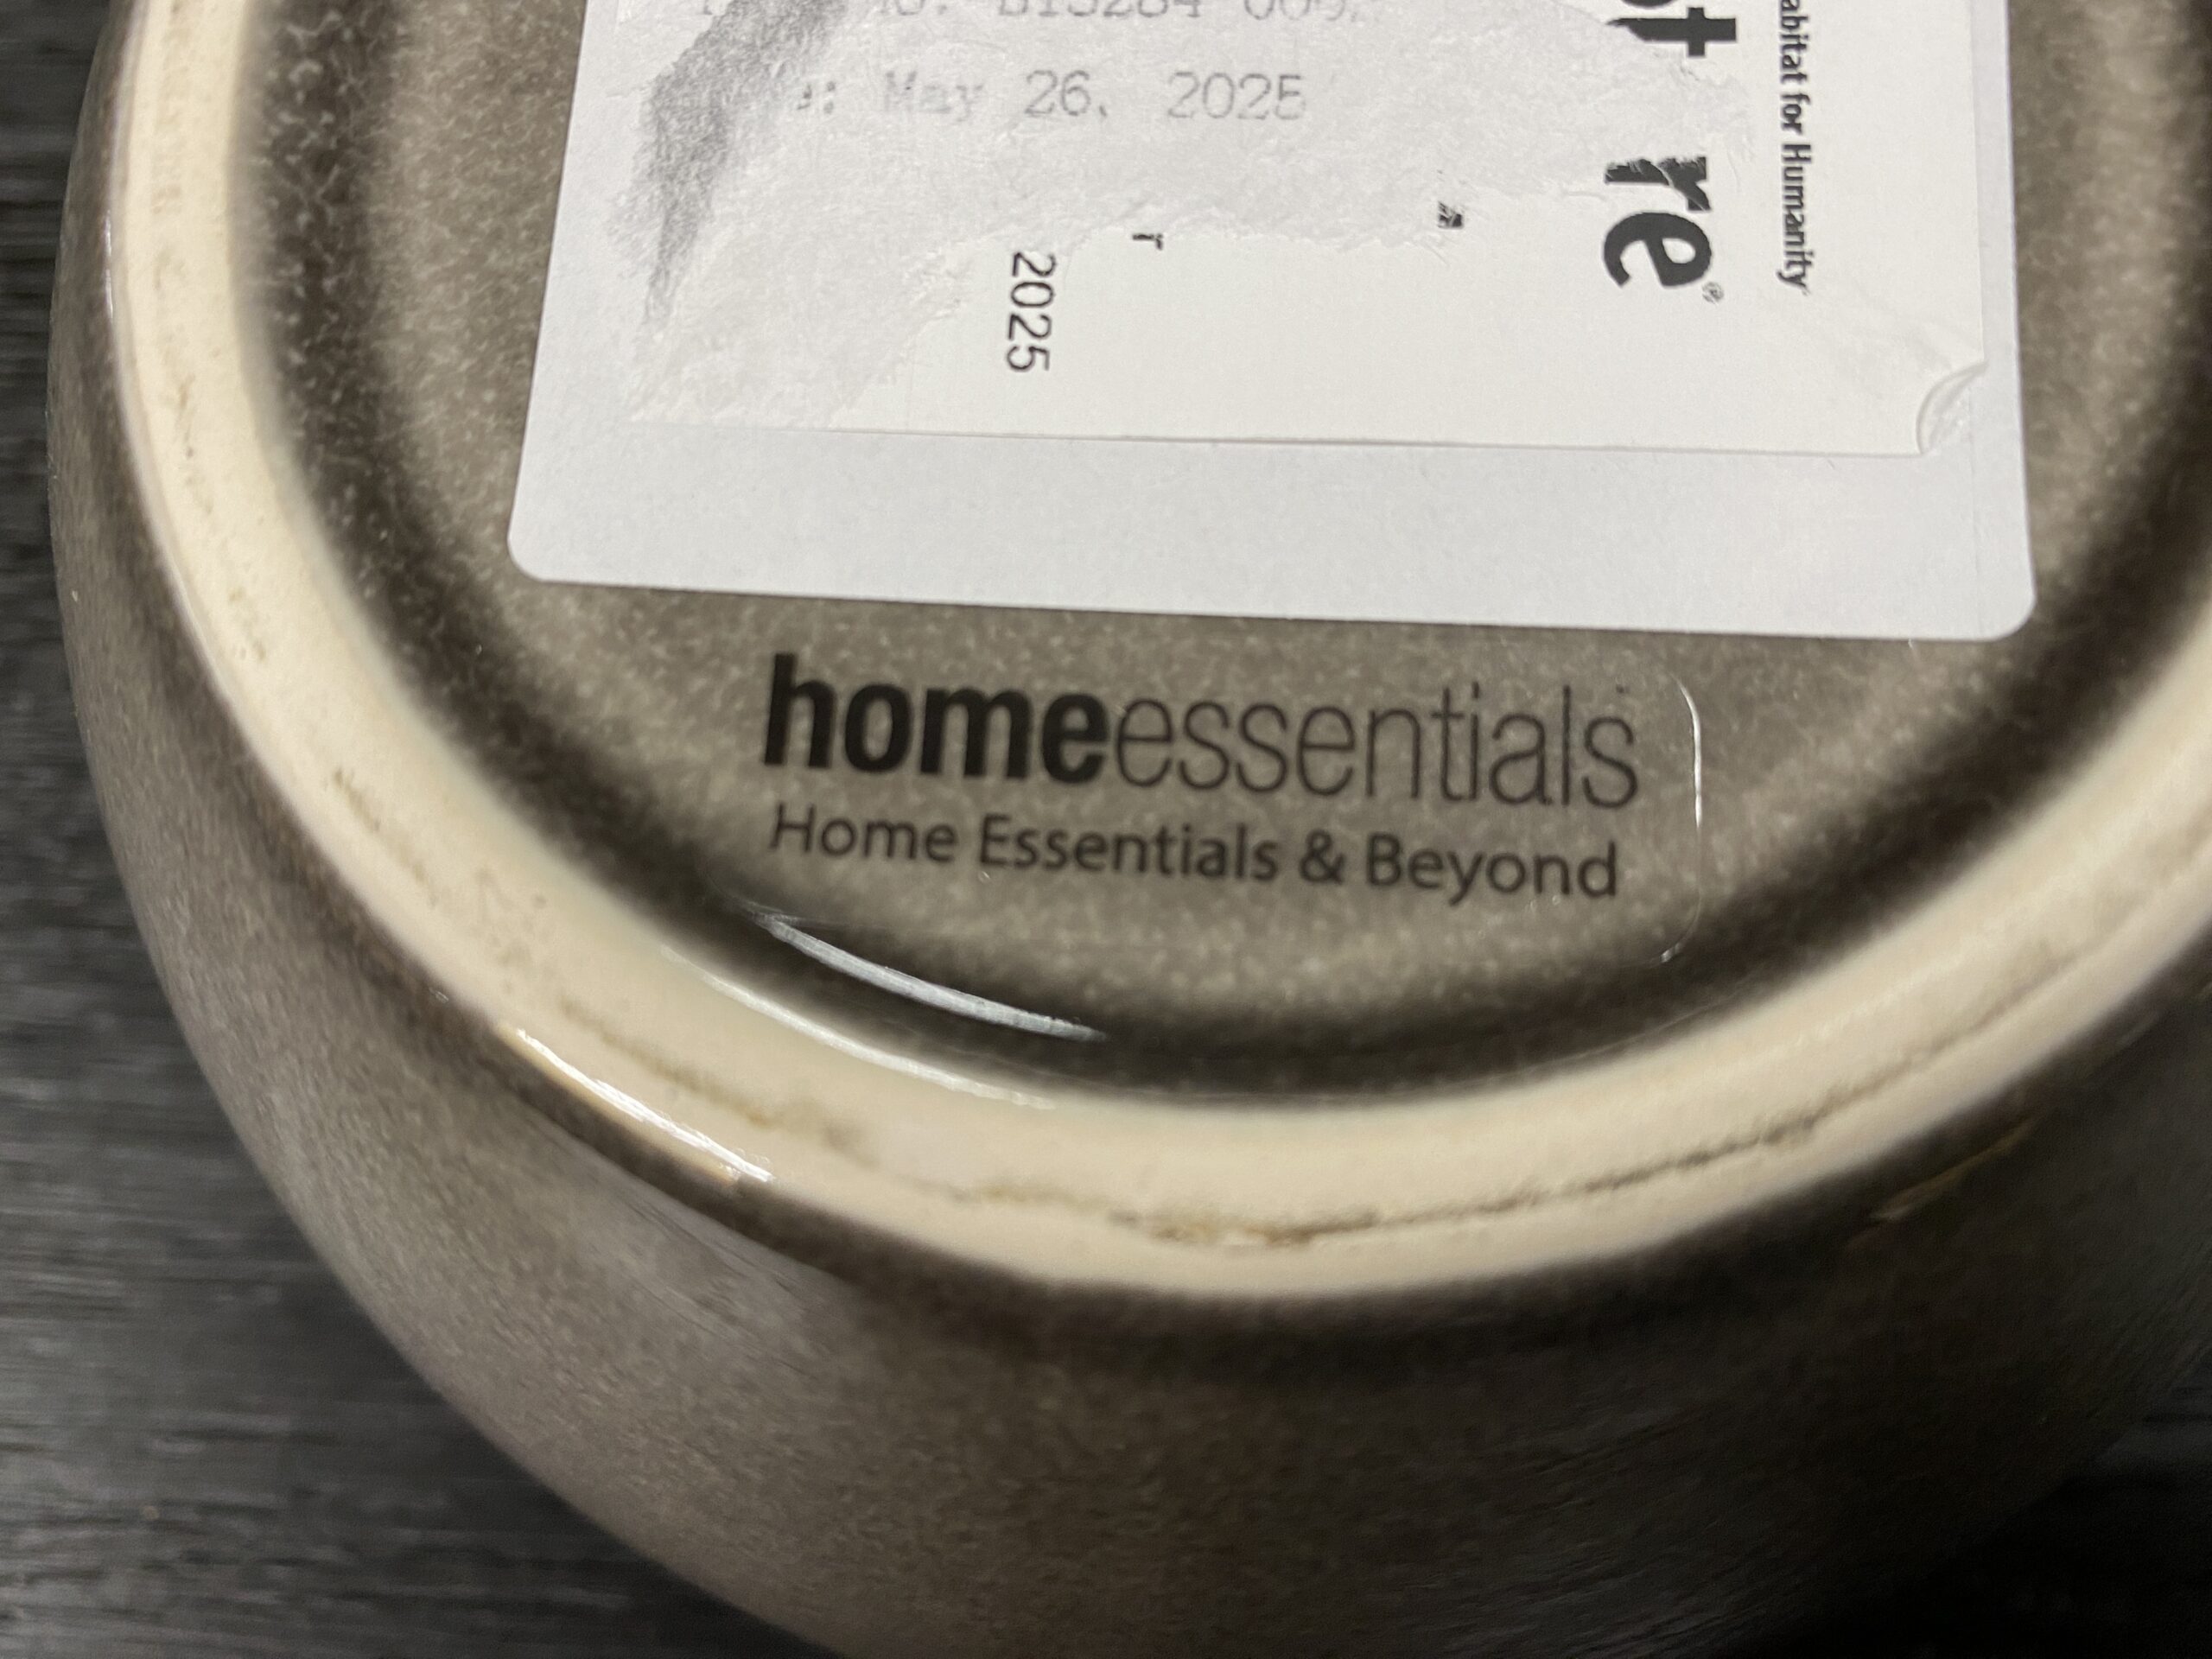 May 26, 2025
2025
re®
abitat for Humanity
homeessentials
Home Essentials & Beyond